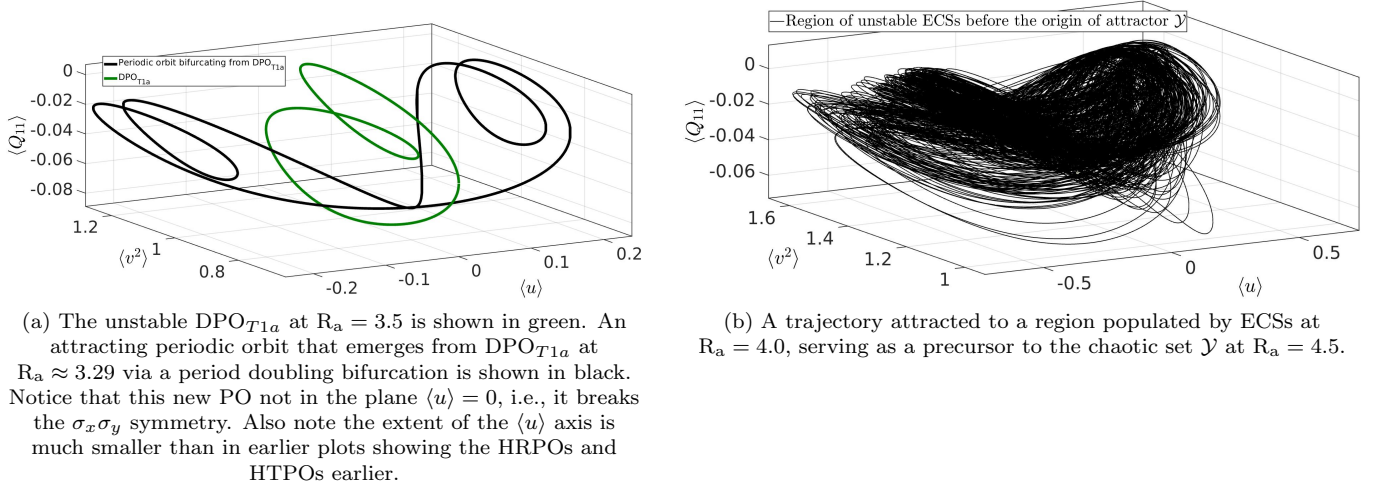 Periodic orbit bifurcating from DPO_{T1a}
DPO_{T1a}
0
-0.02
-0.04
-0.06
-0.08
⟨Q_{11}⟩
1.2
1
0.8
⟨v^2⟩
-0.2
-0.1
0
0.1
0.2
⟨u⟩
(a) The unstable DPO_{T1a} at R_a = 3.5 is shown in green. An
attracting periodic orbit that emerges from DPO_{T1a} at
R_a ≈ 3.29 via a period doubling bifurcation is shown in black.
Notice that this new PO not in the plane ⟨u⟩ = 0, i.e., it breaks
the σ_xσ_y symmetry. Also note the extent of the ⟨u⟩ axis is
much smaller than in earlier plots showing the HRPOs and
HTPOs earlier.
Region of unstable ECSs before the origin of attractor 𝒴
0
-0.02
-0.04
-0.06
⟨Q_{11}⟩
1.6
1.4
1.2
1
⟨v^2⟩
-0.5
0
0.5
⟨u⟩
(b) A trajectory attracted to a region populated by ECSs at
R_a = 4.0, serving as a precursor to the chaotic set 𝒴 at R_a = 4.5.